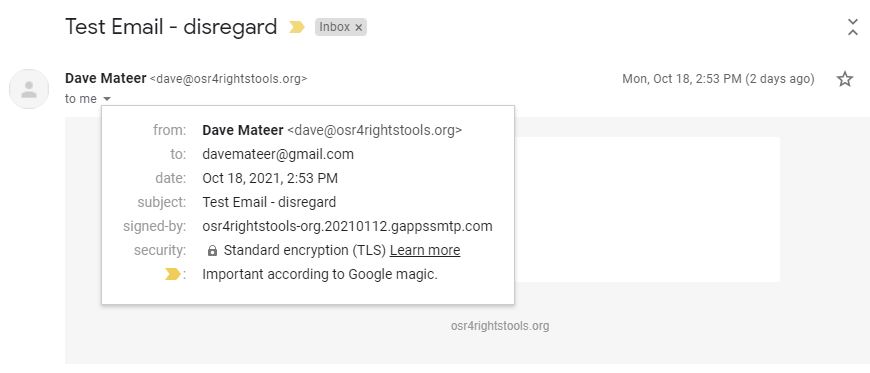 Test Email - disregard Inbox ×
Dave Mateer <dave@osr4rightstools.org> Mon, Oct 18, 2:53 PM (2 days ago)
to me
from: Dave Mateer <dave@osr4rightstools.org>
to: davemateer@gmail.com
date: Oct 18, 2021, 2:53 PM
subject: Test Email - disregard
signed-by: osr4rightstools-org.20210112.gappssmtp.com
security: Standard encryption (TLS) Learn more
: Important according to Google magic.
osr4rightstools.org